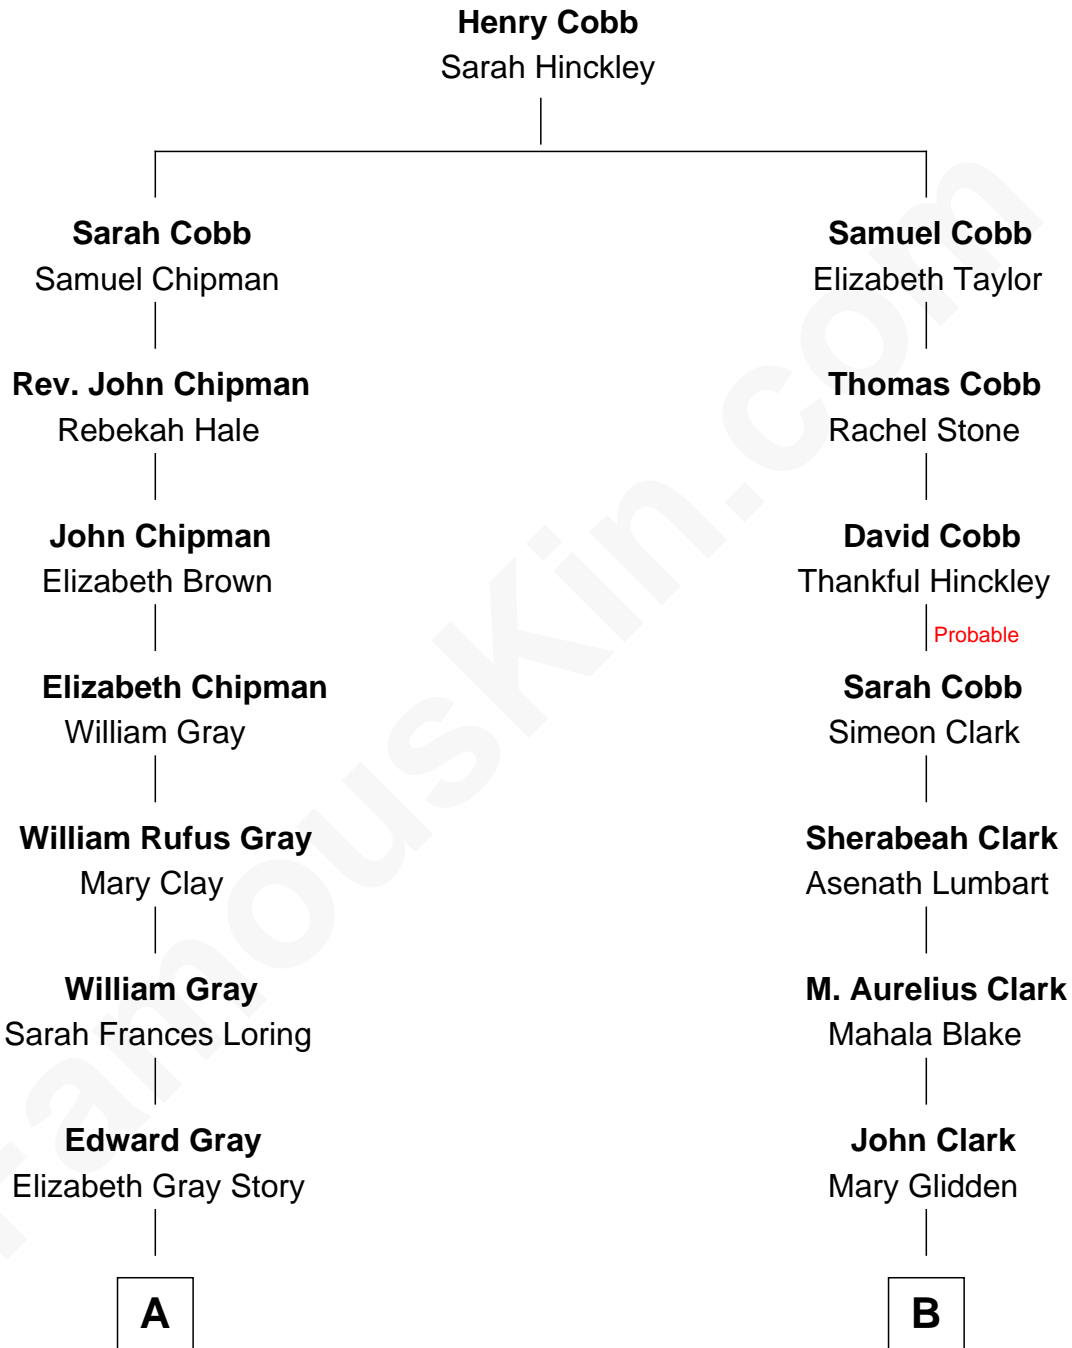 Henry Cobb
Sarah Hinckley
Sarah Cobb
Samuel Chipman
Rev. John Chipman
Rebekah Hale
John Chipman
Elizabeth Brown
Elizabeth Chipman
William Gray
William Rufus Gray
Mary Clay
William Gray
Sarah Frances Loring
Edward Gray
Elizabeth Gray Story
A
Samuel Cobb
Elizabeth Taylor
Thomas Cobb
Rachel Stone
David Cobb
Thankful Hinckley
Probable
Sarah Cobb
Simeon Clark
Sherabeah Clark
Asenath Lumbart
M. Aurelius Clark
Mahala Blake
John Clark
Mary Glidden
B
FamousKin.com